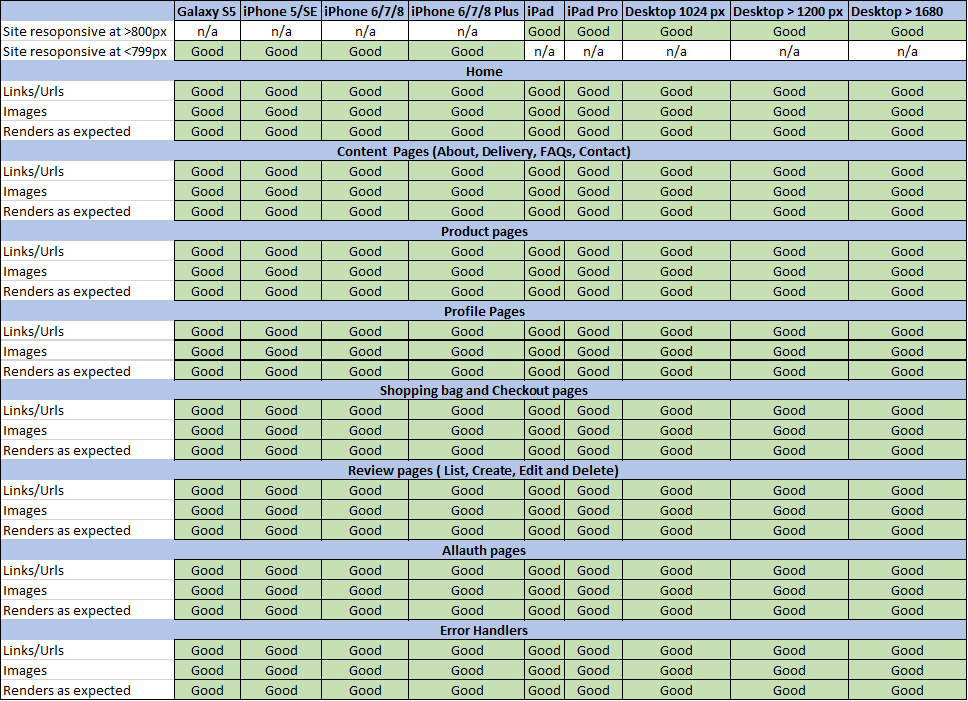 Galaxy S5 iPhone 5/SE iPhone 6/7/8 iPhone 6/7/8 Plus iPad iPad Pro Desktop 1024 px Desktop > 1200 px Desktop > 1680
Site resoponsive at >800px n/a n/a n/a n/a Good Good Good Good Good
Site resoponsive at <799px Good Good Good Good n/a n/a n/a n/a n/a
Home
Links/Urls Good Good Good Good Good Good Good Good Good
Images Good Good Good Good Good Good Good Good Good
Renders as expected Good Good Good Good Good Good Good Good Good
Content Pages (About, Delivery, FAQs, Contact)
Links/Urls Good Good Good Good Good Good Good Good Good
Images Good Good Good Good Good Good Good Good Good
Renders as expected Good Good Good Good Good Good Good Good Good
Product pages
Links/Urls Good Good Good Good Good Good Good Good Good
Images Good Good Good Good Good Good Good Good Good
Renders as expected Good Good Good Good Good Good Good Good Good
Profile Pages
Links/Urls Good Good Good Good Good Good Good Good Good
Images Good Good Good Good Good Good Good Good Good
Renders as expected Good Good Good Good Good Good Good Good Good
Shopping bag and Checkout pages
Links/Urls Good Good Good Good Good Good Good Good Good
Images Good Good Good Good Good Good Good Good Good
Renders as expected Good Good Good Good Good Good Good Good Good
Review pages ( List, Create, Edit and Delete)
Links/Urls Good Good Good Good Good Good Good Good Good
Images Good Good Good Good Good Good Good Good Good
Renders as expected Good Good Good Good Good Good Good Good Good
Allauth pages
Links/Urls Good Good Good Good Good Good Good Good Good
Images Good Good Good Good Good Good Good Good Good
Renders as expected Good Good Good Good Good Good Good Good Good
Error Handlers
Links/Urls Good Good Good Good Good Good Good Good Good
Images Good Good Good Good Good Good Good Good Good
Renders as expected Good Good Good Good Good Good Good Good Good